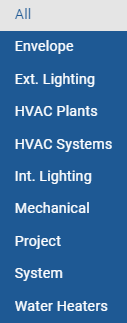 All
Envelope
Ext. Lighting
HVAC Plants
HVAC Systems
Int. Lighting
Mechanical
Project
System
Water Heaters